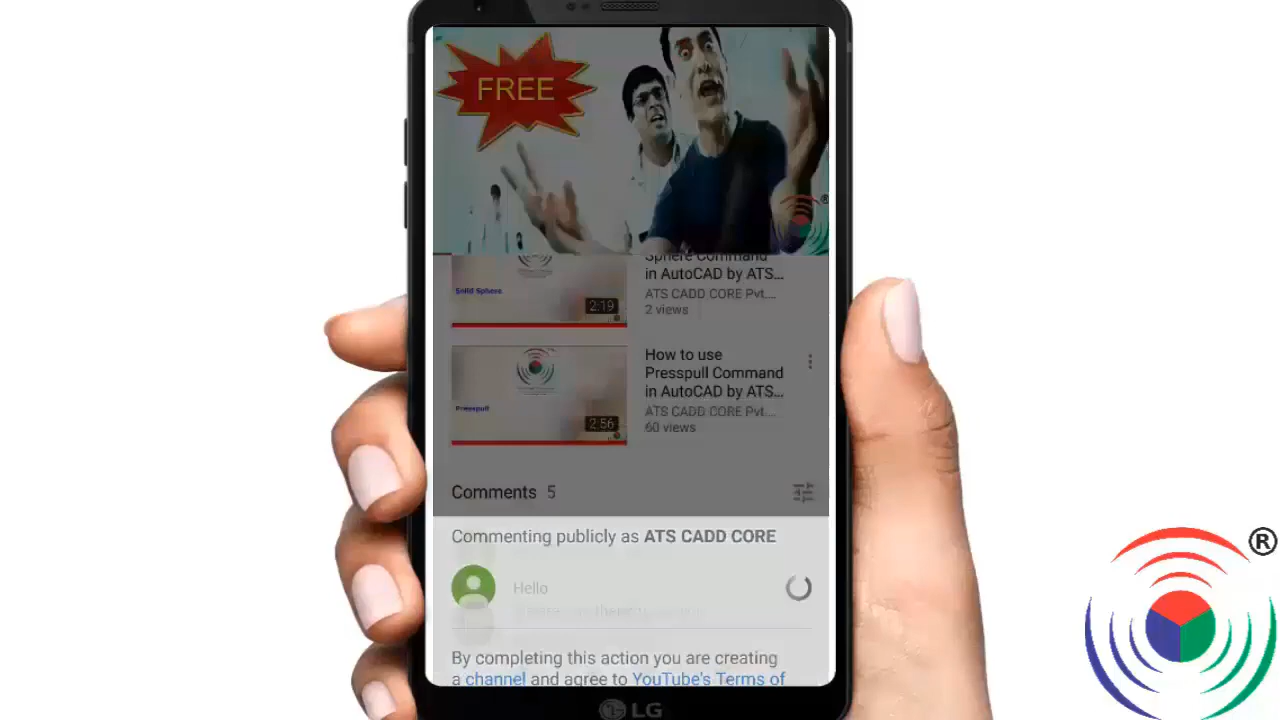 FREE
®
Sphere Command
in AutoCAD by ATS...
ATS CADD CORE Pvt....
2 views
Solid Sphere
2:19
How to use
Presspull Command
in AutoCAD by ATS...
ATS CADD CORE Pvt....
60 views
Presspull
2:56
Comments 5
Commenting publicly as ATS CADD CORE
Hello
By completing this action you are creating
a channel and agree to YouTube's Terms of
LG
®